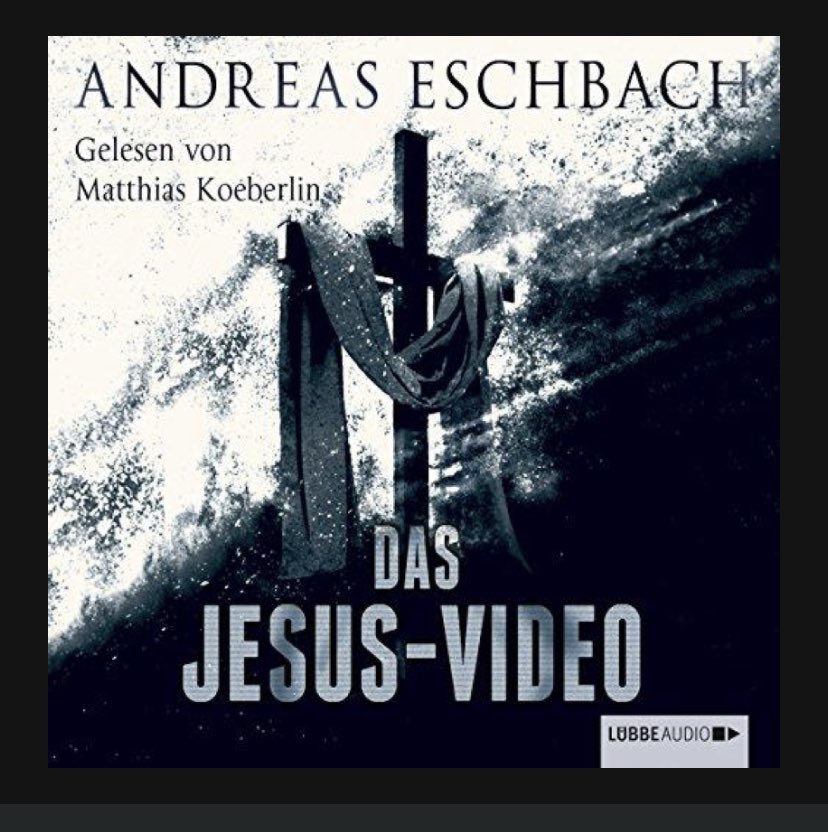 ANDREAS ESCHBACH
Gelesen von
Matthias Koeberlin
DAS
JESUS-VIDEO
LÜBBEAUDIO